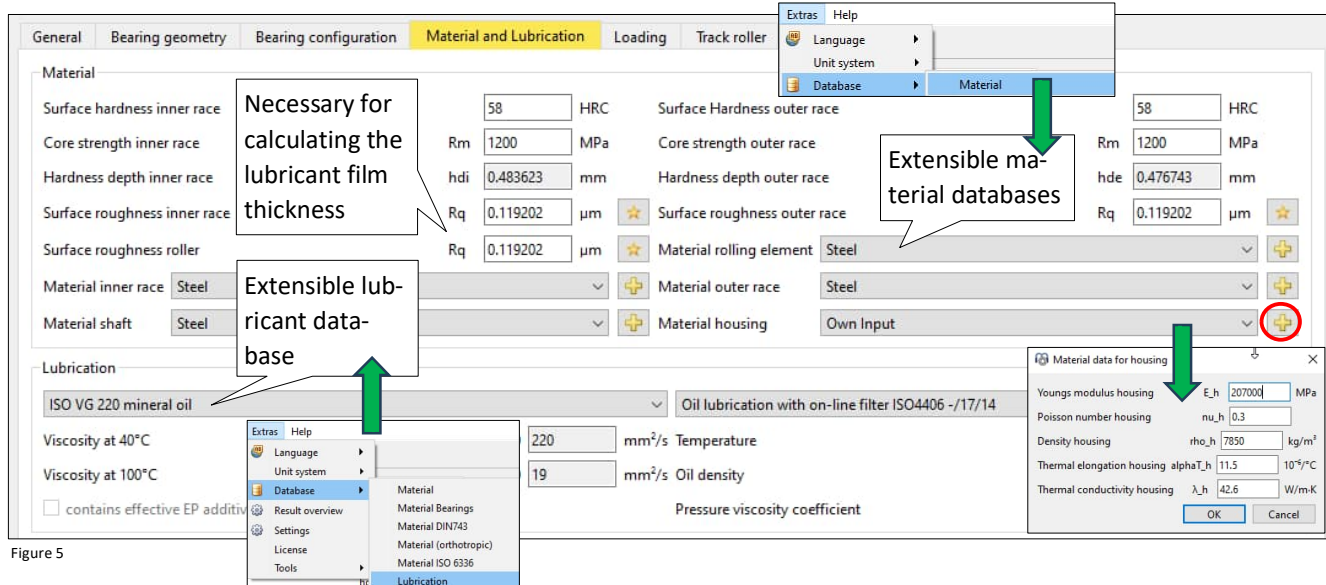 Extras Help
Language
Unit system
Database
Material
General Bearing geometry Bearing configuration Material and Lubrication Loading Track roller
Material
Surface hardness inner race 58 HRC Surface Hardness outer race 58 HRC
Core strength inner race Rm 1200 MPa Core strength outer race Rm 1200 MPa
Hardness depth inner race hdi 0.483623 mm Hardness depth outer race hde 0.476743 mm
Surface roughness inner race Rq 0.119202 μm Surface roughness outer race Rq 0.119202 μm
Surface roughness roller Rq 0.119202 μm Material rolling element Steel
Material inner race Steel Material outer race Steel
Material shaft Steel Material housing Own Input
Necessary for
calculating the
lubricant film
thickness
Extensible ma-
terial databases
Extensible lub-
ricant data-
base
Lubrication
ISO VG 220 mineral oil Oil lubrication with on-line filter ISO4406 -/17/14
Viscosity at 40°C 220 mm²/s Temperature
Viscosity at 100°C 19 mm²/s Oil density
contains effective EP additiv Pressure viscosity coefficient
Material data for housing
Youngs modulus housing E_h 207000 MPa
Poisson number housing nu_h 0.3
Density housing rho_h 7850 kg/m³
Thermal elongation housing alphaT_h 11.5 10⁻⁶/°C
Thermal conductivity housing λ_h 42.6 W/m·K
OK Cancel
Extras Help
Language
Unit system
Database
Result overview
Settings
License
Tools
Material
Material Bearings
Material DIN743
Material (orthotropic)
Material ISO 6336
Lubrication
Figure 5